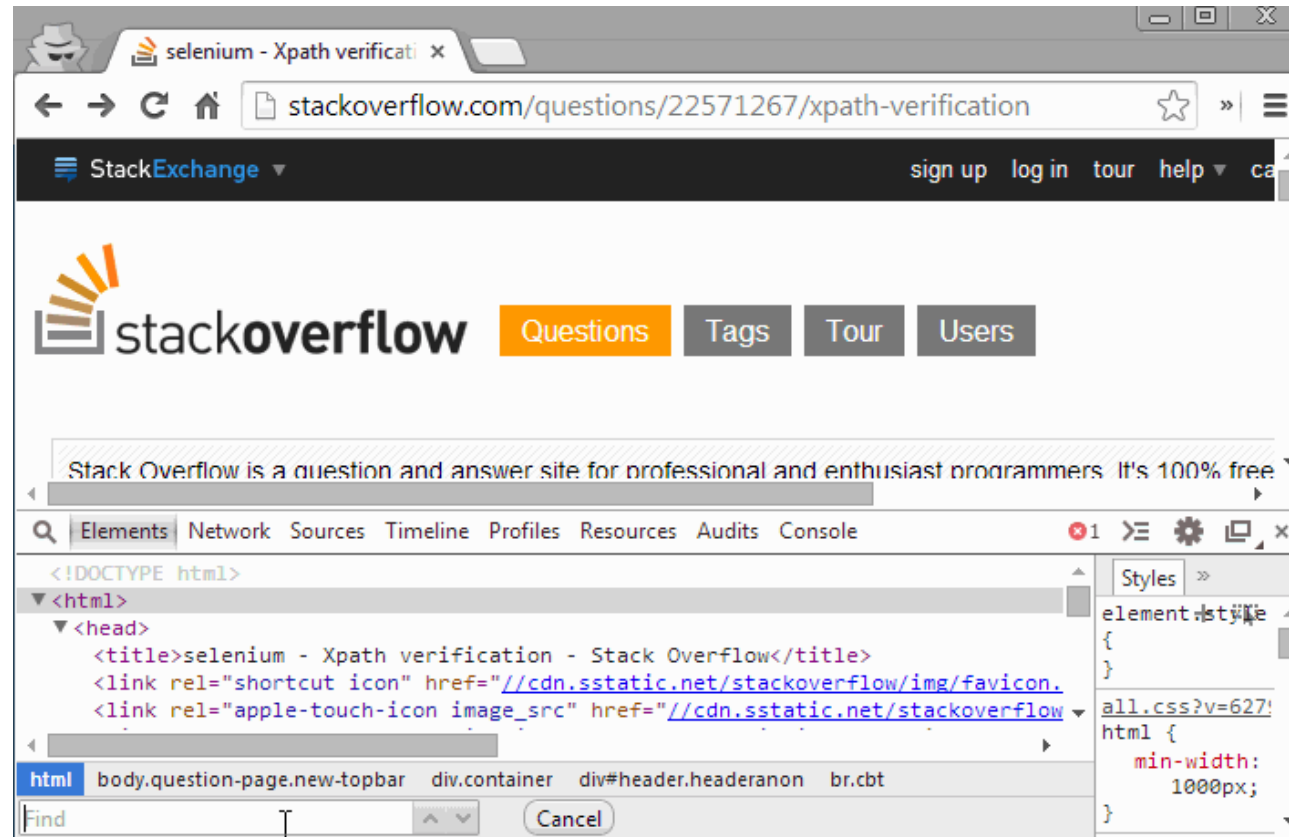 selenium - Xpath verificati
stackoverflow.com/questions/22571267/xpath-verification
StackExchange sign up log in tour help ca
stackoverflow Questions Tags Tour Users
Stack Overflow is a question and answer site for professional and enthusiast programmers. It's 100% free
Elements Network Sources Timeline Profiles Resources Audits Console 1
Styles »
<!DOCTYPE html>
<html>
<head>
<title>selenium - Xpath verification - Stack Overflow</title>
<link rel="shortcut icon" href="//cdn.sstatic.net/stackoverflow/img/favicon.
<link rel="apple-touch-icon image_src" href="//cdn.sstatic.net/stackoverflow
element.style
{
}
all.css?v=627
html {
min-width:
1000px;
}
html body.question-page.new-topbar div.container div#header.headeranon br.cbt
Find Cancel